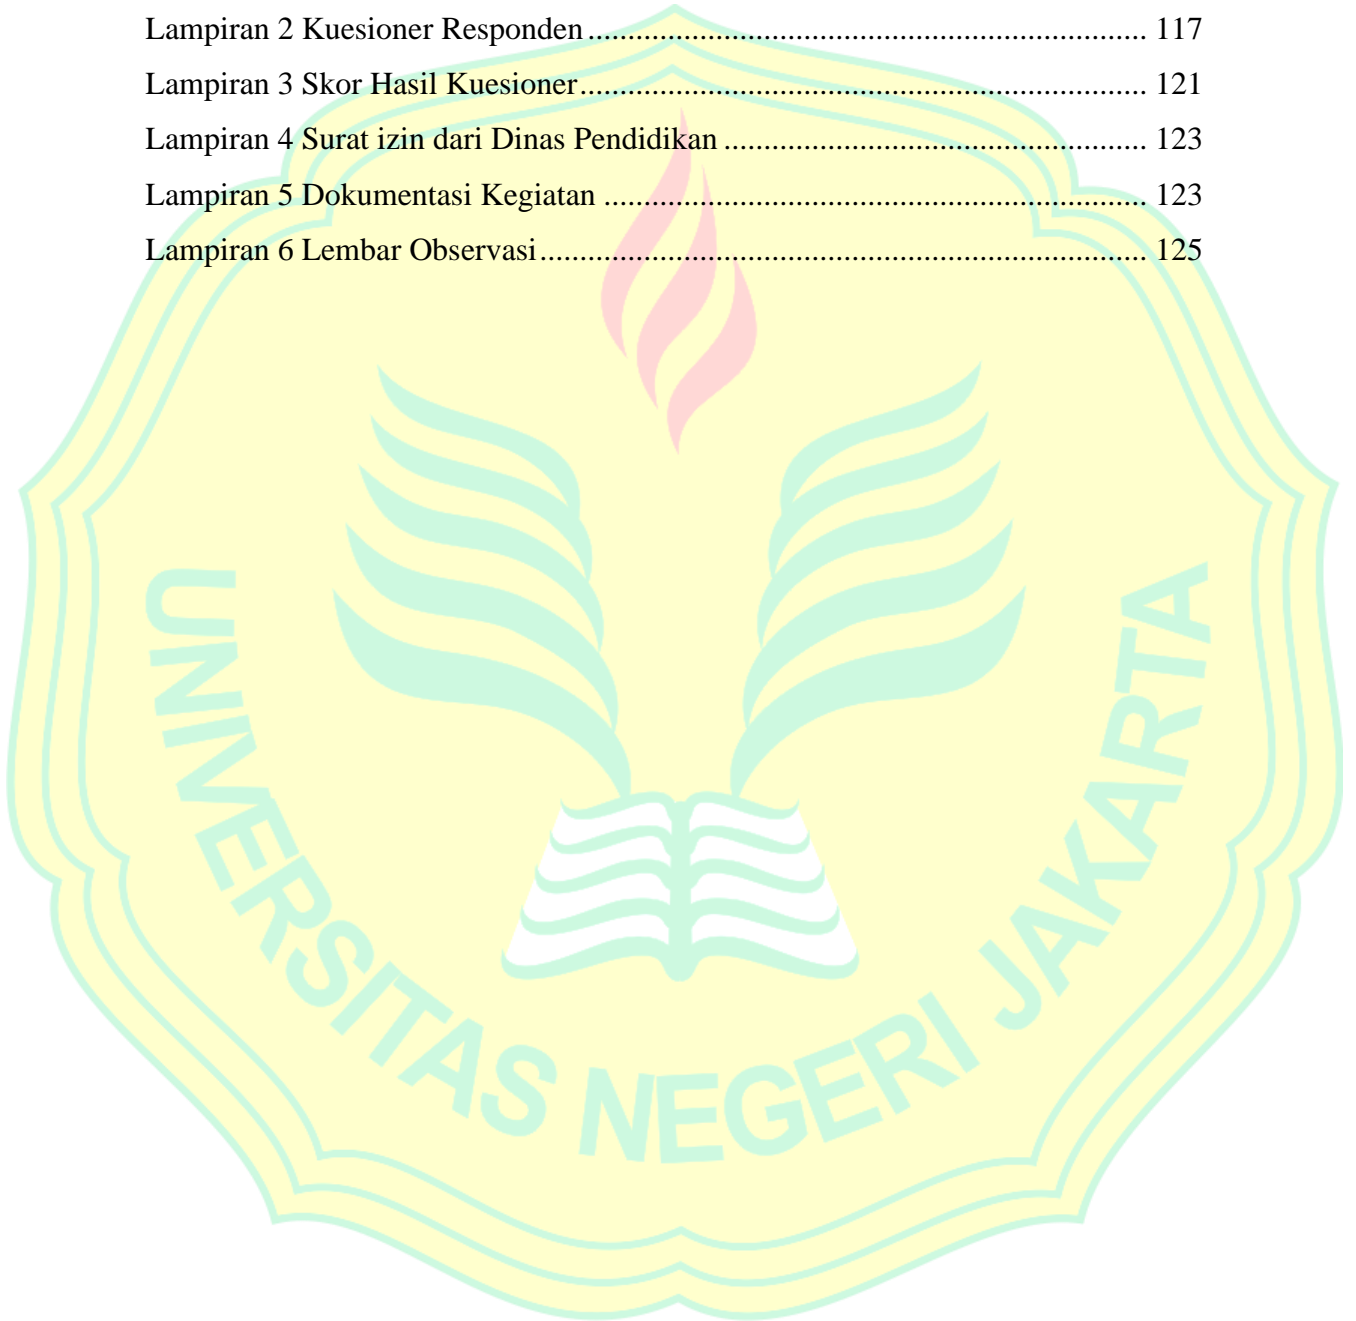 Lampiran 2 Kuesioner Responden ..................................................................... 117
Lampiran 3 Skor Hasil Kuesioner...................................................................... 121
Lampiran 4 Surat izin dari Dinas Pendidikan .................................................... 123
Lampiran 5 Dokumentasi Kegiatan ................................................................... 123
Lampiran 6 Lembar Observasi........................................................................... 125
UNIVERSITAS NEGERI JAKARTA